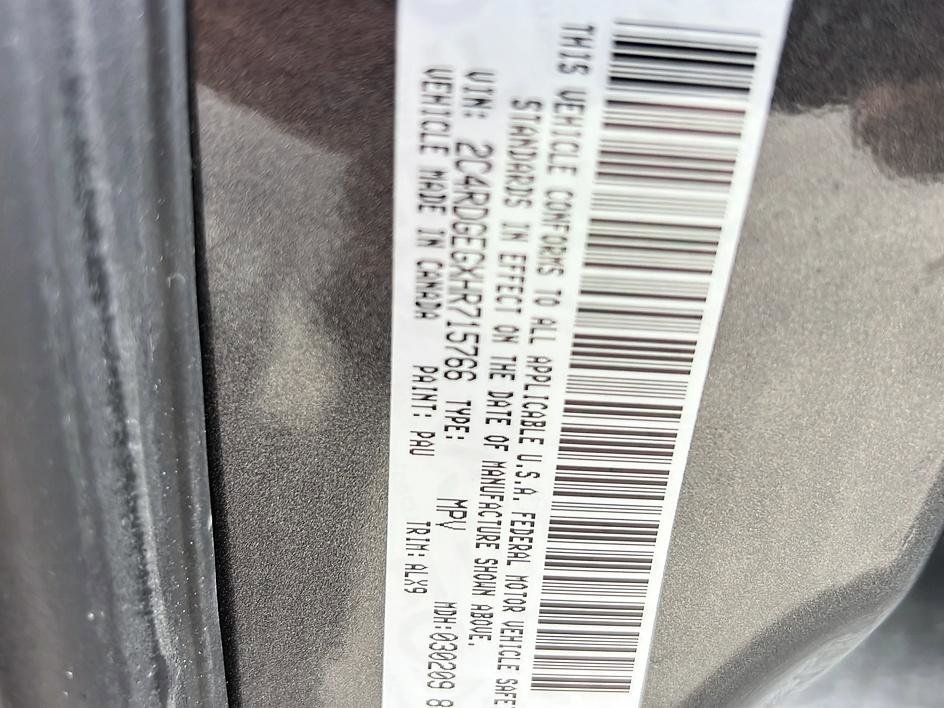 THIS VEHICLE CONFORMS TO ALL APPLICABLE U.S.A. FEDERAL MOTOR VEHICLE SAFE
STANDARDS IN EFFECT ON THE DATE OF MANUFACTURE SHOWN ABOVE.
VIN: 2C4RDGEGXHR715766 TYPE: MPV MDH:030209 8
VEHICLE MADE IN CANADA PAINT: PAU TRIM: ALX9